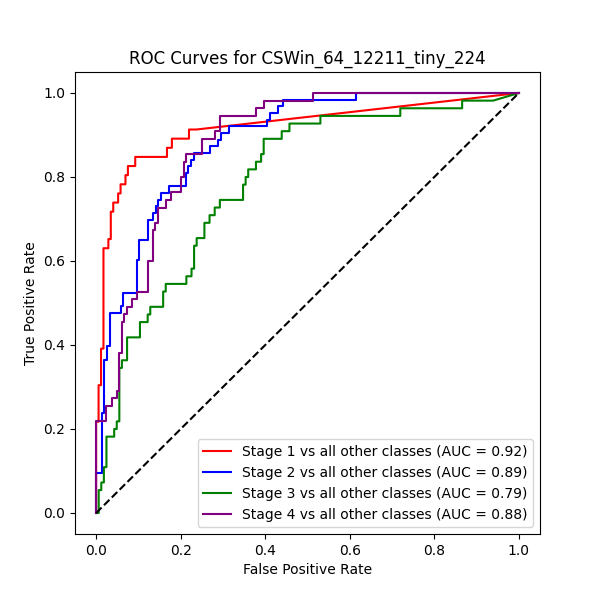 ROC Curves for CSWin_64_12211_tiny_224
True Positive Rate
1.0
0.8
0.6
0.4
0.2
0.0
Stage 1 vs all other classes (AUC = 0.92)
Stage 2 vs all other classes (AUC = 0.89)
Stage 3 vs all other classes (AUC = 0.79)
Stage 4 vs all other classes (AUC = 0.88)
0.0 0.2 0.4 0.6 0.8 1.0
False Positive Rate